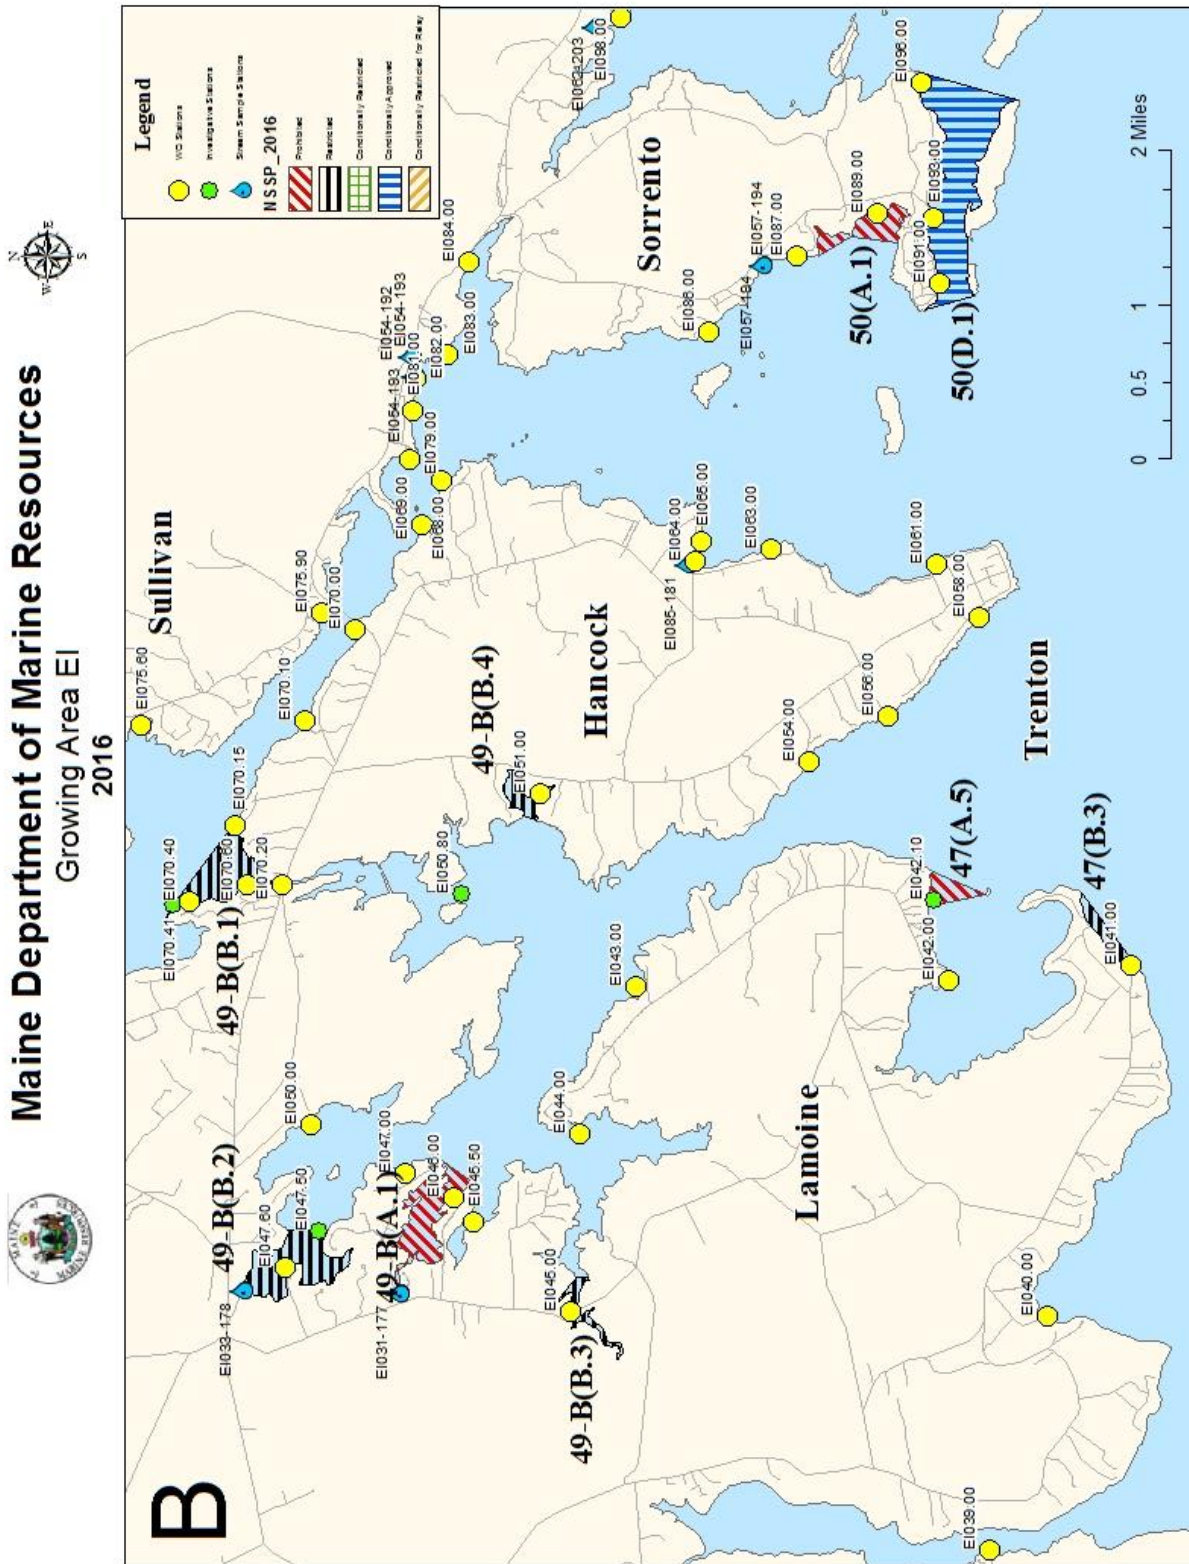 Maine Department of Marine Resources
Growing Area EI
2016
N
W
E
S
B
Legend
WQ Stations
Investigative Stations
Stream Sample Stations
NSSP_2016
Prohibited
Restricted
Conditionally Restricted
Conditionally Approved
Conditionally Restricted for Relay
EI075.60
Sullivan
EI070.41
EI070.40
EI070.15
EI070.60
EI070.20
49-B(B.1)
EI070.10
EI075.90
EI070.00
EI033-178
49-B(B.2)
EI047.60
EI047.50
EI050.00
EI031-177
49-B(A.1)
EI047.00
EI046.00
EI045.50
EI050.80
49-B(B.4)
EI051.00
EI069.00
EI068.00
EI079.00
EI054-183
EI081.00
EI054-192
EI054-193
EI082.00
EI083.00
EI084.00
EI098.00
49-B(B.3)
EI045.00
EI044.00
EI043.00
Hancock
EI085-181
EI064.00
EI065.00
EI063.00
Sorrento
EI086.00
EI057-194
EI057-194
EI087.00
EI089.00
50(A.1)
EI091.00
EI093.00
EI096.00
50(D.1)
Lamoine
EI054.00
EI056.00
EI061.00
EI058.00
EI042.00
EI042.10
47(A.5)
Trenton
EI039.00
EI040.00
EI041.00
47(B.3)
0 0.5 1 2 Miles